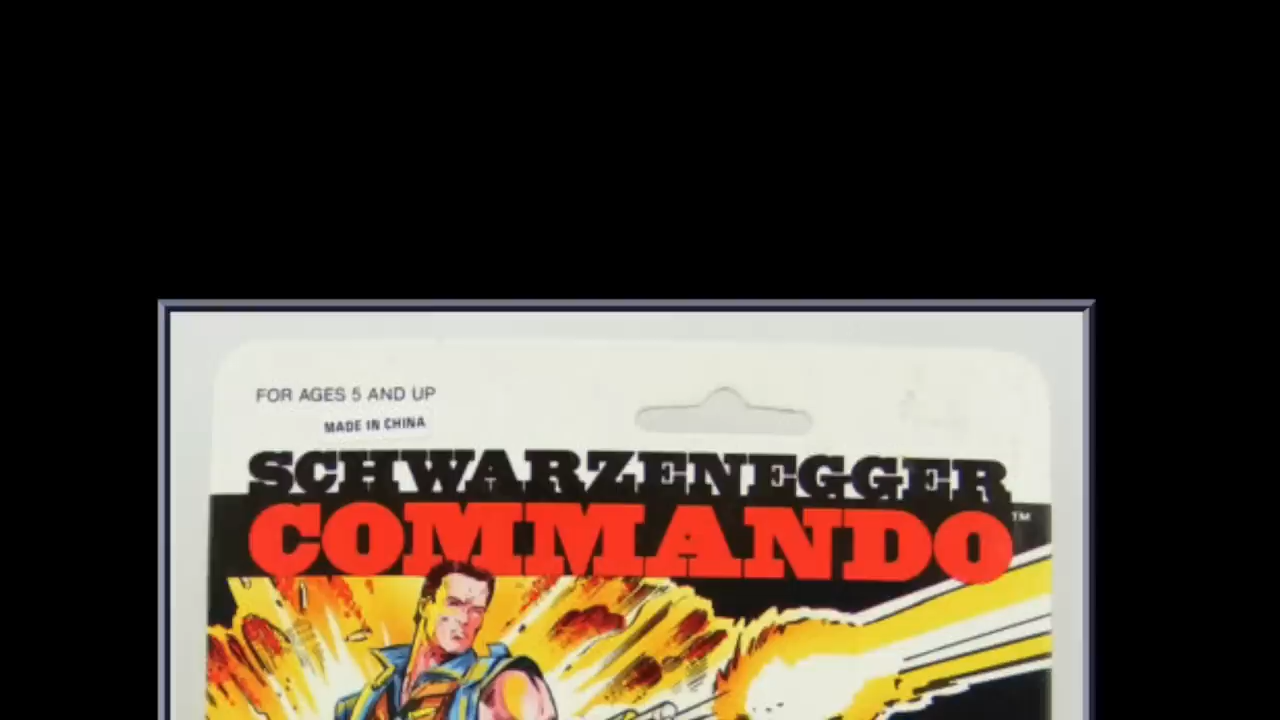 FOR AGES 5 AND UP
MADE IN CHINA
SCHWARZENEGGER
COMMANDO™